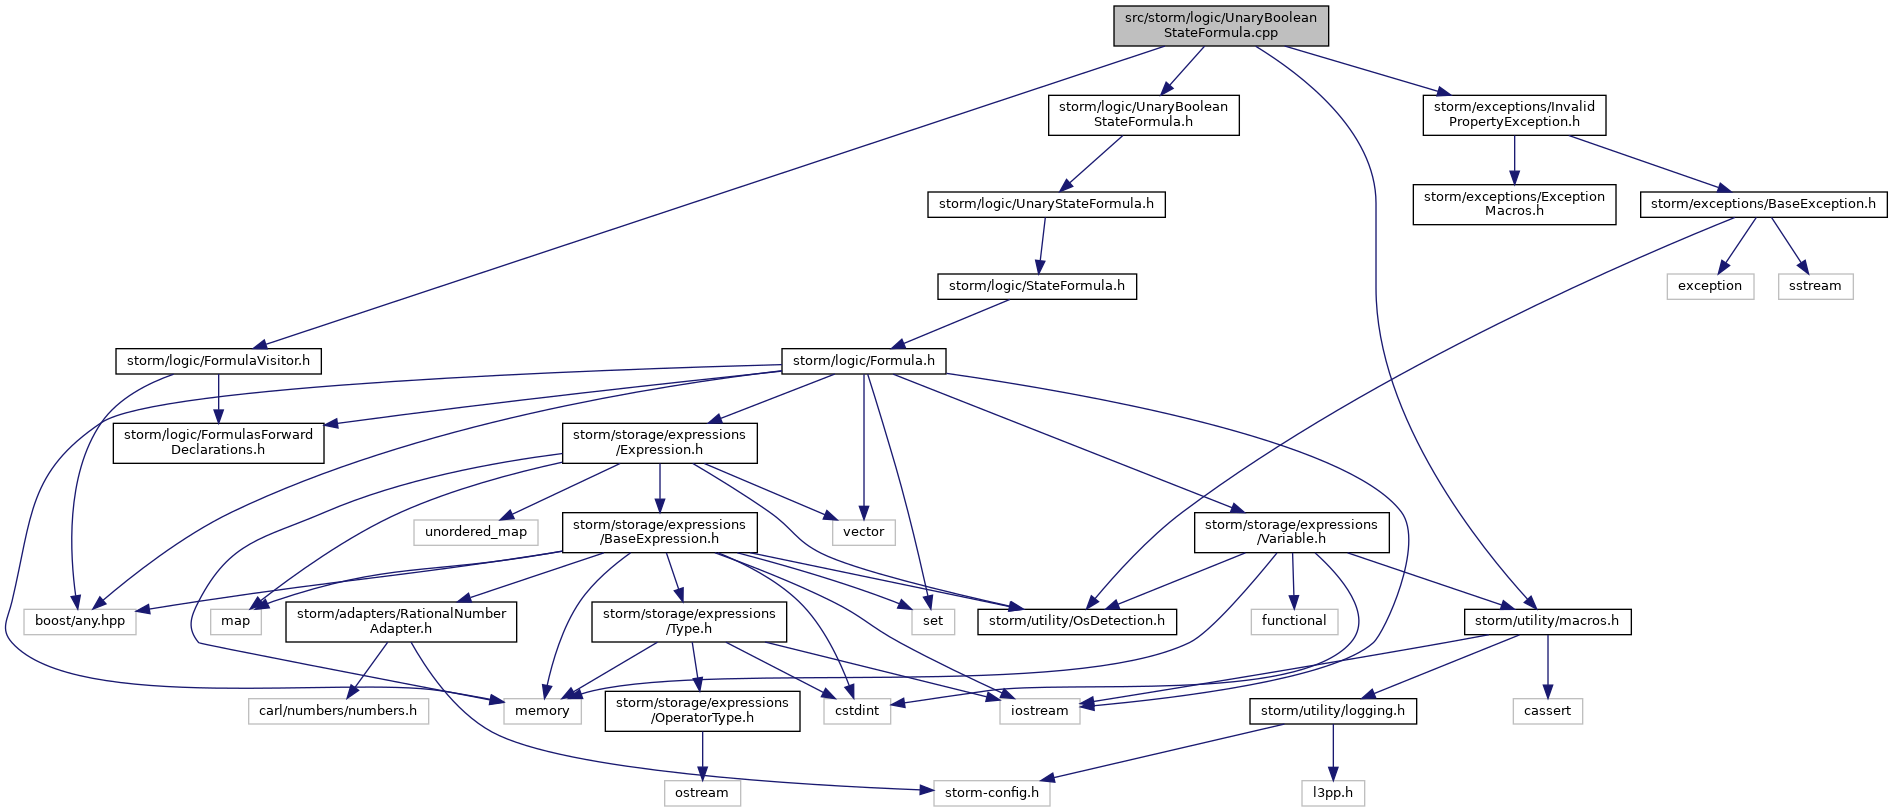 src/storm/logic/UnaryBoolean
StateFormula.cpp
storm/logic/UnaryBoolean
StateFormula.h
storm/exceptions/Invalid
PropertyException.h
storm/logic/UnaryStateFormula.h
storm/exceptions/Exception
Macros.h
storm/exceptions/BaseException.h
storm/logic/StateFormula.h
exception
sstream
storm/logic/FormulaVisitor.h
storm/logic/Formula.h
storm/logic/FormulasForward
Declarations.h
storm/storage/expressions
/Expression.h
unordered_map
storm/storage/expressions
/BaseExpression.h
vector
storm/storage/expressions
/Variable.h
boost/any.hpp
map
storm/adapters/RationalNumber
Adapter.h
storm/storage/expressions
/Type.h
set
storm/utility/OsDetection.h
functional
storm/utility/macros.h
carl/numbers/numbers.h
memory
storm/storage/expressions
/OperatorType.h
cstdint
iostream
storm/utility/logging.h
cassert
ostream
storm-config.h
l3pp.h